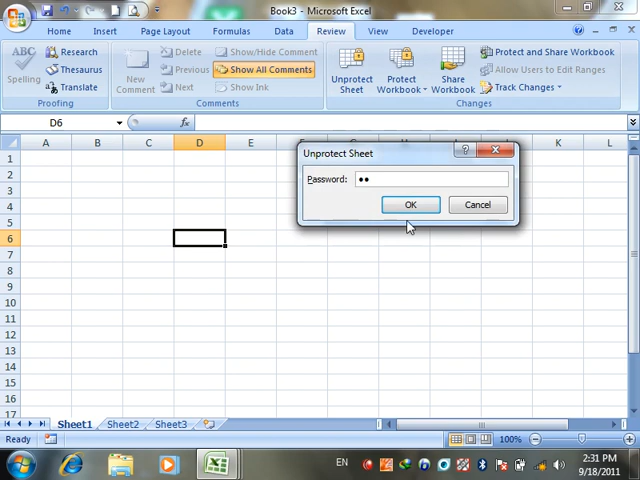 Book3 - Microsoft Excel
Home Insert Page Layout Formulas Data Review View Developer
ABC
Spelling
Research
Thesaurus
Translate
Proofing
New
Comment
Delete
Previous
Next
Show/Hide Comment
Show All Comments
Show Ink
Comments
Unprotect
Sheet
Protect
Workbook
Share
Workbook
Protect and Share Workbook
Allow Users to Edit Ranges
Track Changes
Changes
D6 fx
A B C D E F G H I J K L
1
2
3
4
5
6
7
8
9
10
11
12
13
14
15
16
17
Unprotect Sheet
Password: ●●
OK Cancel
Sheet1 Sheet2 Sheet3
Ready 100%
EN 2:31 PM
9/18/2011